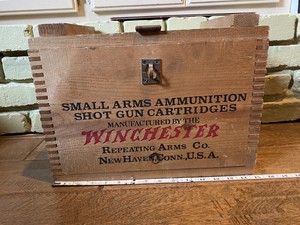 SMALL ARMS AMMUNITION
SHOT GUN CARTRIDGES
MANUFACTURED BY THE
WINCHESTER
REPEATING ARMS CO.
NEW HAVEN CONN., U.S.A.